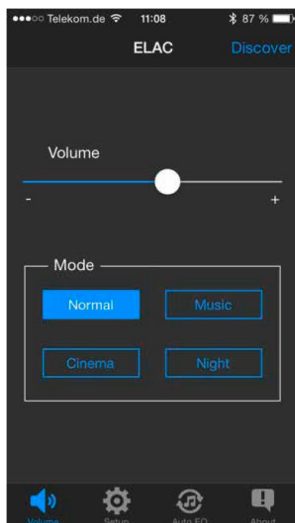 ●●●○○ Telekom.de 11:08 87 %
ELAC Discover
Volume
- +
Mode
Normal Music
Cinema Night
Volume Setup Auto EQ About